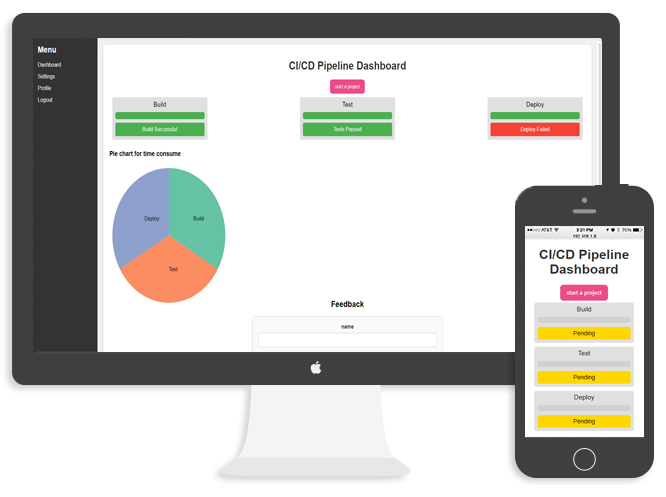 Menu
Dashboard
Settings
Profile
Logout
CI/CD Pipeline Dashboard
start a project
Build
Build Successful
Test
Tests Passed
Deploy
Deploy Failed
Pie chart for time consume
Deploy
Build
Test
Feedback
name
AT&T
3:21 PM
70%
192.168.1.6
CI/CD Pipeline
Dashboard
start a project
Build
Pending
Test
Pending
Deploy
Pending